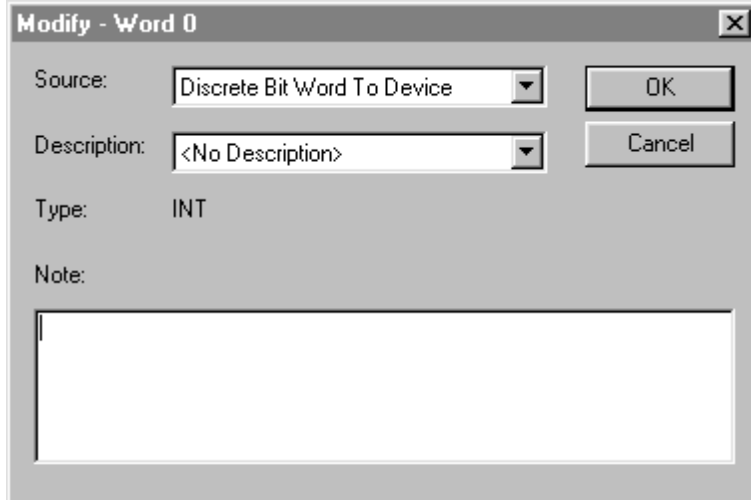 Modify - Word 0
Source: Discrete Bit Word To Device OK
Description: <No Description> Cancel
Type: INT
Note: